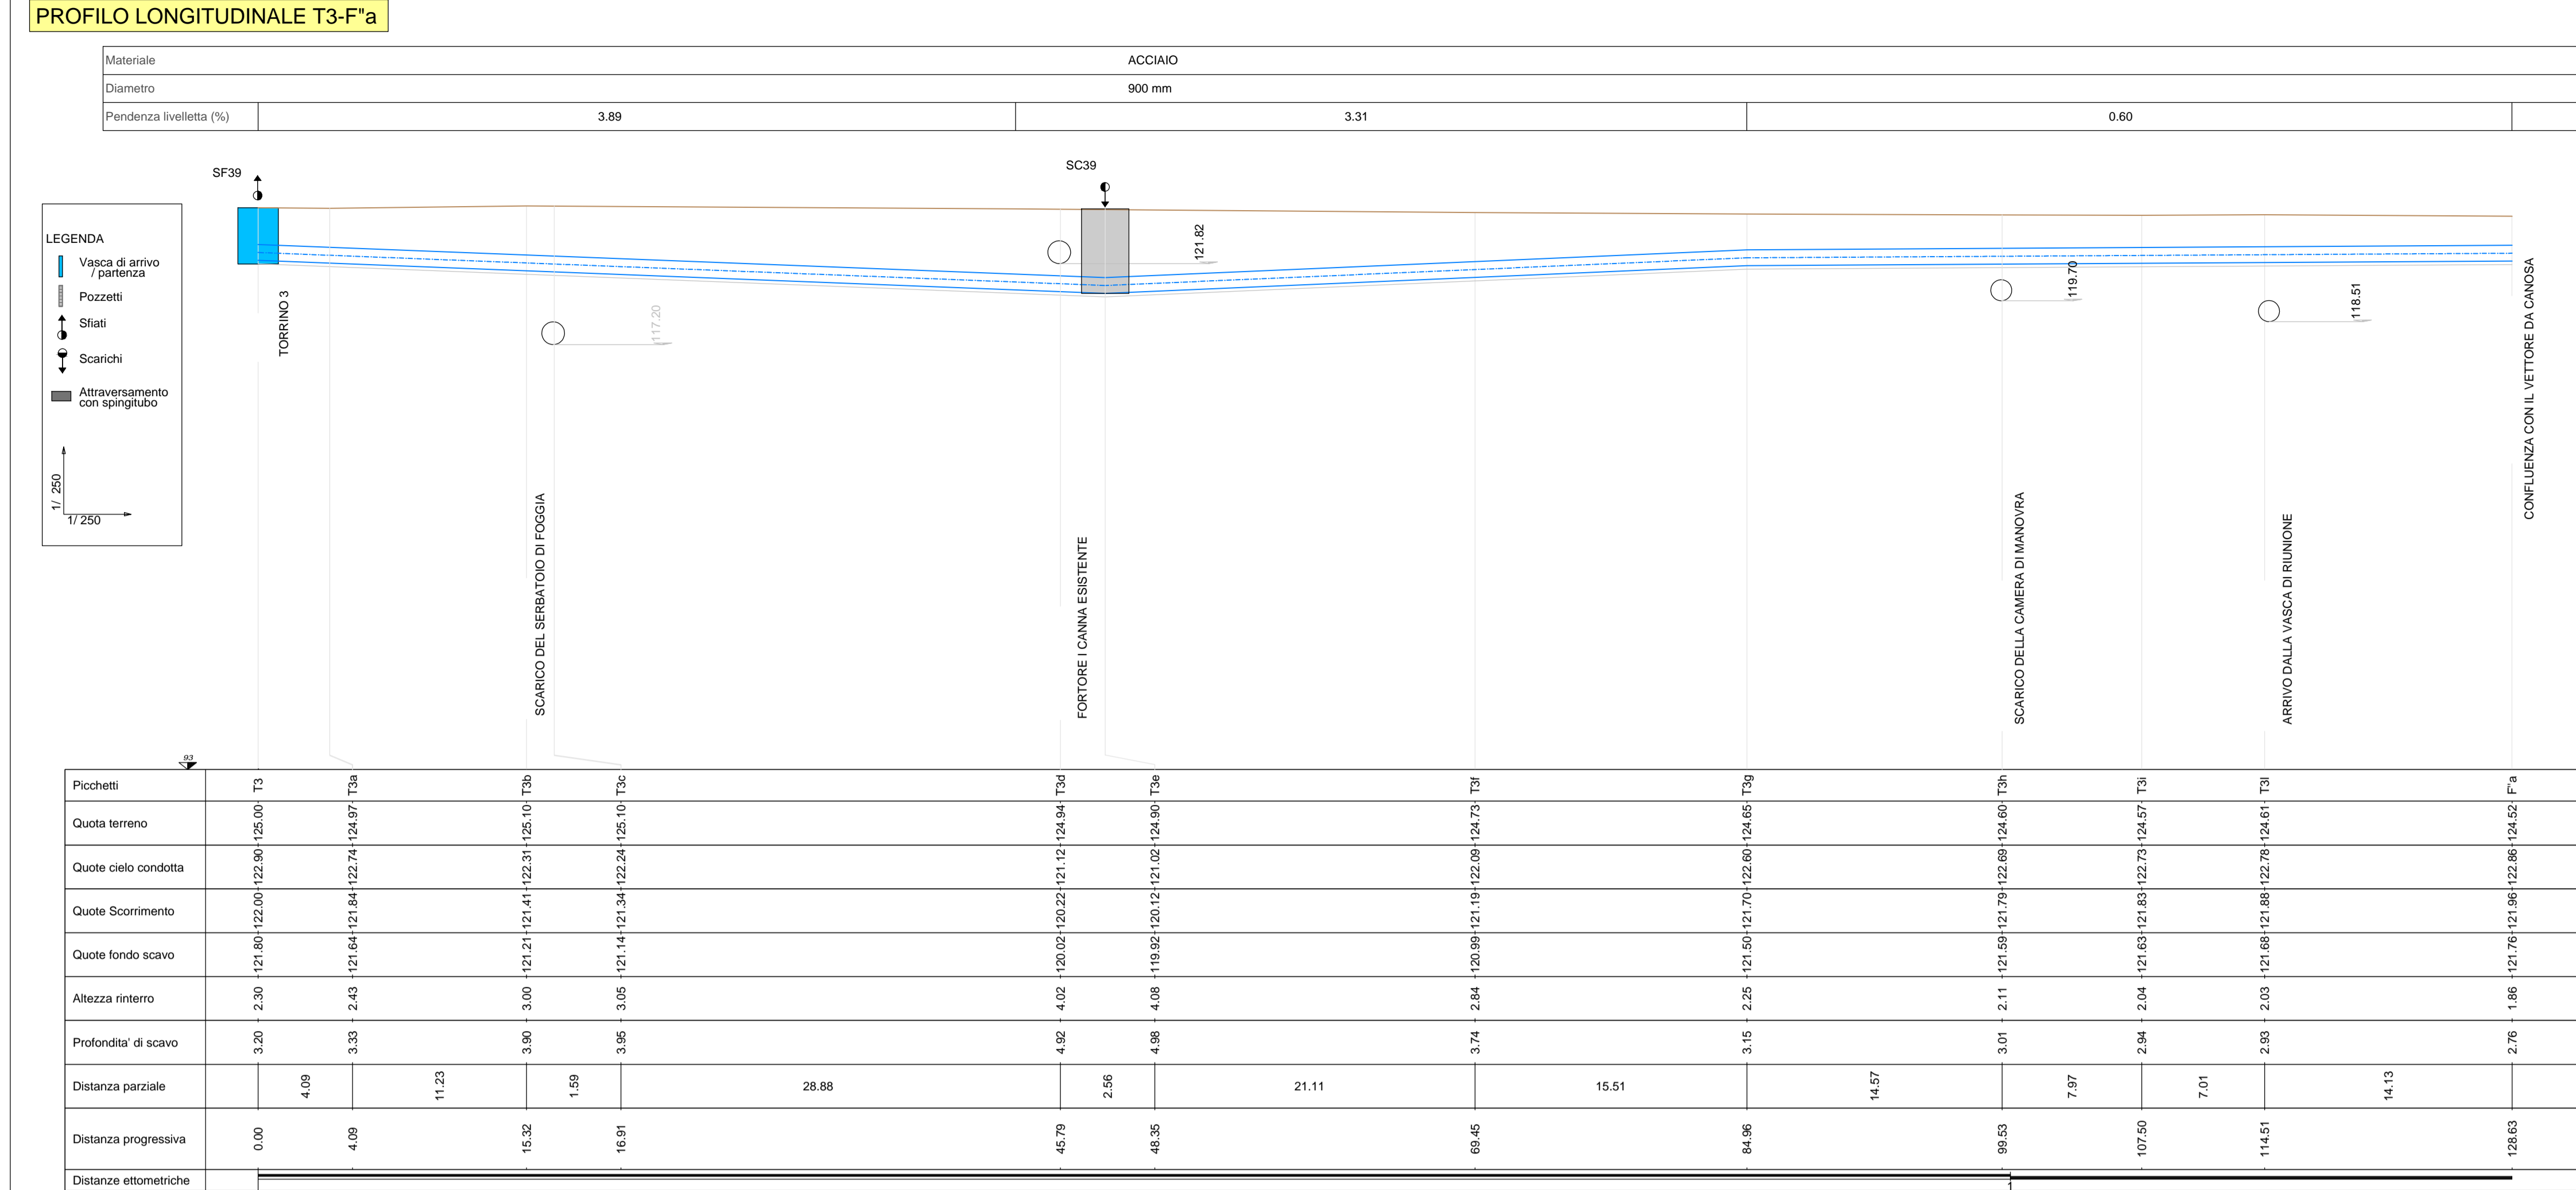 PROFILO LONGITUDINALE T3-F"a
Materiale ACCIAIO
Diametro 900 mm
Pendenza livelletta (%) 3.89 3.31 0.60
SF39
SC39
LEGENDA
Vasca di arrivo
/ partenza
Pozzetti
Sfiati
Scarichi
Attraversamento
con spingitubo
1/ 250
1/ 250
TORRINO 3
117.20
SCARICO DEL SERBATOIO DI FOGGIA
121.82
FORTORE I CANNA ESISTENTE
119.70
SCARICO DELLA CAMERA DI MANOVRA
118.51
ARRIVO DALLA VASCA DI RIUNIONE
CONFLUENZA CON IL VETTORE DA CANOSA
93
Picchetti T3 T3a T3b T3c T3d T3e T3f T3g T3h T3i T3l F"a
Quota terreno 125.00 124.97 125.10 125.10 124.94 124.90 124.73 124.65 124.60 124.57 124.61 124.52
Quote cielo condotta 122.90 122.74 122.31 122.24 121.12 121.02 122.09 122.60 122.69 122.73 122.78 122.86
Quote Scorrimento 122.00 121.84 121.41 121.34 120.22 120.12 121.19 121.70 121.79 121.83 121.88 121.96
Quote fondo scavo 121.80 121.64 121.21 121.14 120.02 119.92 120.99 121.50 121.59 121.63 121.68 121.76
Altezza rinterro 2.30 2.43 3.00 3.05 4.02 4.08 2.84 2.25 2.11 2.04 2.03 1.86
Profondita' di scavo 3.20 3.33 3.90 3.95 4.92 4.98 3.74 3.15 3.01 2.94 2.93 2.76
Distanza parziale 4.09 11.23 1.59 28.88 2.56 21.11 15.51 14.57 7.97 7.01 14.13
Distanza progressiva 0.00 4.09 15.32 16.91 45.79 48.35 69.45 84.96 99.53 107.50 114.51 128.63
Distanze ettometriche 1